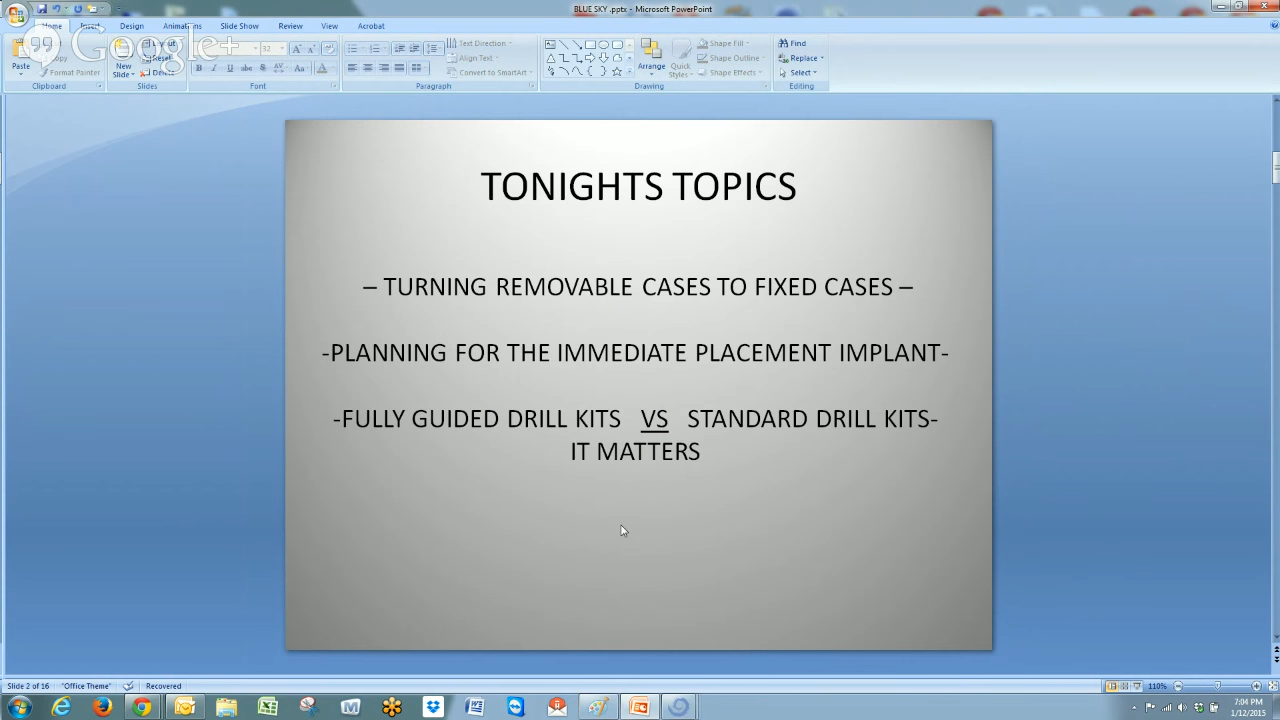 BLUE SKY .pptx - Microsoft PowerPoint
Home Insert Design Animations Slide Show Review View Acrobat
Google+
Paste
Format Painter
Clipboard
New
Slide
Reset
Delete
Slides
32
Font
Paragraph
Text Direction
Align Text
Convert to SmartArt
Arrange
Quick
Styles
Shape Fill
Shape Outline
Shape Effects
Drawing
Find
Replace
Select
Editing
TONIGHTS TOPICS
– TURNING REMOVABLE CASES TO FIXED CASES –
-PLANNING FOR THE IMMEDIATE PLACEMENT IMPLANT-
-FULLY GUIDED DRILL KITS VS STANDARD DRILL KITS-
IT MATTERS
Slide 2 of 16 "Office Theme" Recovered 110%
7:04 PM
1/12/2015